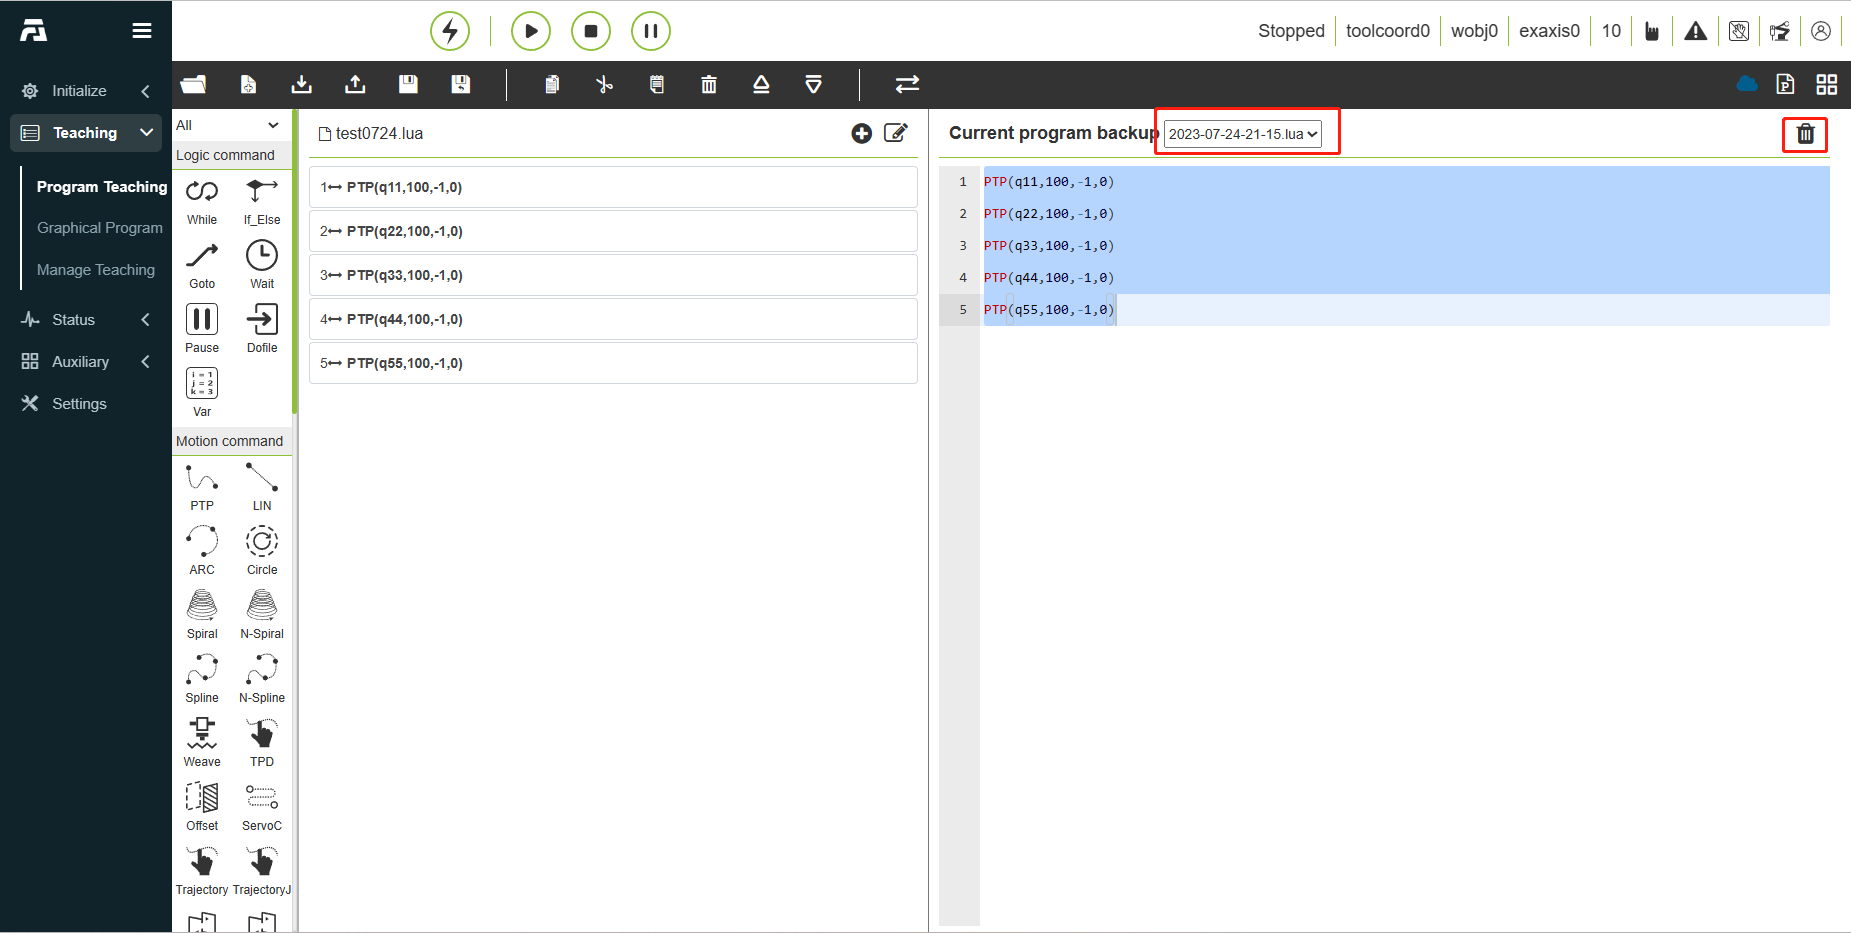 Stopped
toolcoord0
wobj0
exaxis0
10
Initialize
Teaching
Program Teaching
Graphical Program
Manage Teaching
Status
Auxiliary
Settings
All
Logic command
While
If_Else
Goto
Wait
Pause
Dofile
i = 1
j = 2
k = 3
Var
Motion command
PTP
LIN
ARC
Circle
Spiral
N-Spiral
Spline
N-Spline
Weave
TPD
Offset
ServoC
Trajectory
TrajectoryJ
test0724.lua
1 PTP(q11,100,-1,0)
2 PTP(q22,100,-1,0)
3 PTP(q33,100,-1,0)
4 PTP(q44,100,-1,0)
5 PTP(q55,100,-1,0)
Current program backup
2023-07-24-21-15.lua
P
1 PTP(q11,100,-1,0)
2 PTP(q22,100,-1,0)
3 PTP(q33,100,-1,0)
4 PTP(q44,100,-1,0)
5 PTP(q55,100,-1,0)